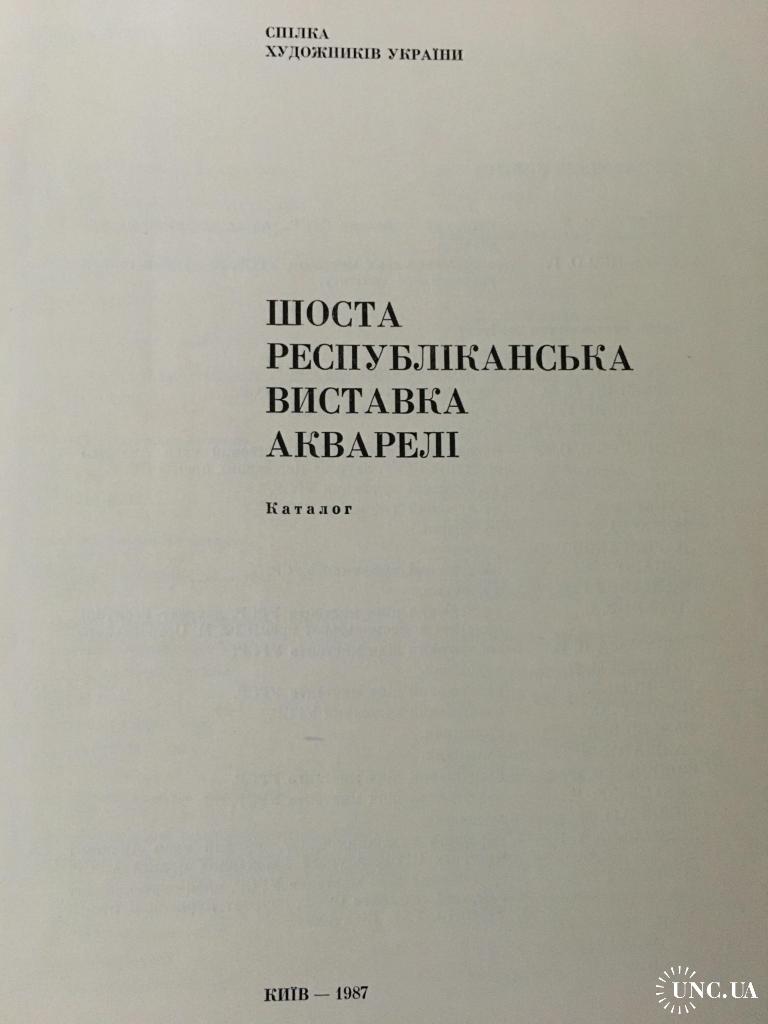 СПІЛКА
ХУДОЖНИКІВ УКРАЇНИ
ШОСТА
РЕСПУБЛІКАНСЬКА
ВИСТАВКА
АКВАРЕЛІ
Каталог
КИЇВ — 1987
UNC.UA